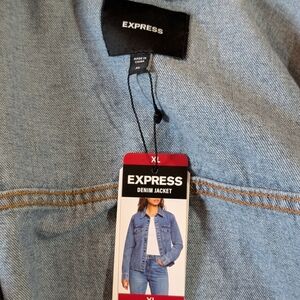 EXPRESS
XL
EXPRESS
DENIM JACKET
XL